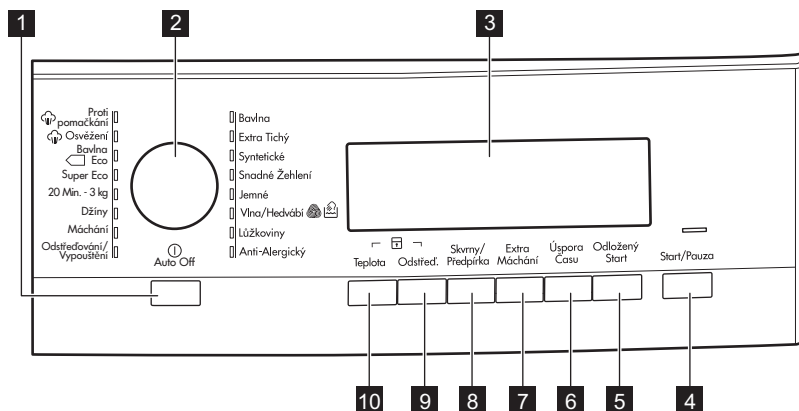 1
2
3
Proti
pomačkání
Osvěžení
Bavlna
Eco
Super Eco
20 Min. - 3 kg
Džíny
Máchání
Odstřeďování/
Vypouštění
Auto Off
Bavlna
Extra Tichý
Syntetické
Snadné Žehlení
Jemné
Vlna/Hedvábí
Lůžkoviny
Anti-Alergický
Teplota
Odstřeď.
Skvrny/
Předpírka
Extra
Máchání
Úspora
Času
Odložený
Start
Start/Pauza
10
9
8
7
6
5
4